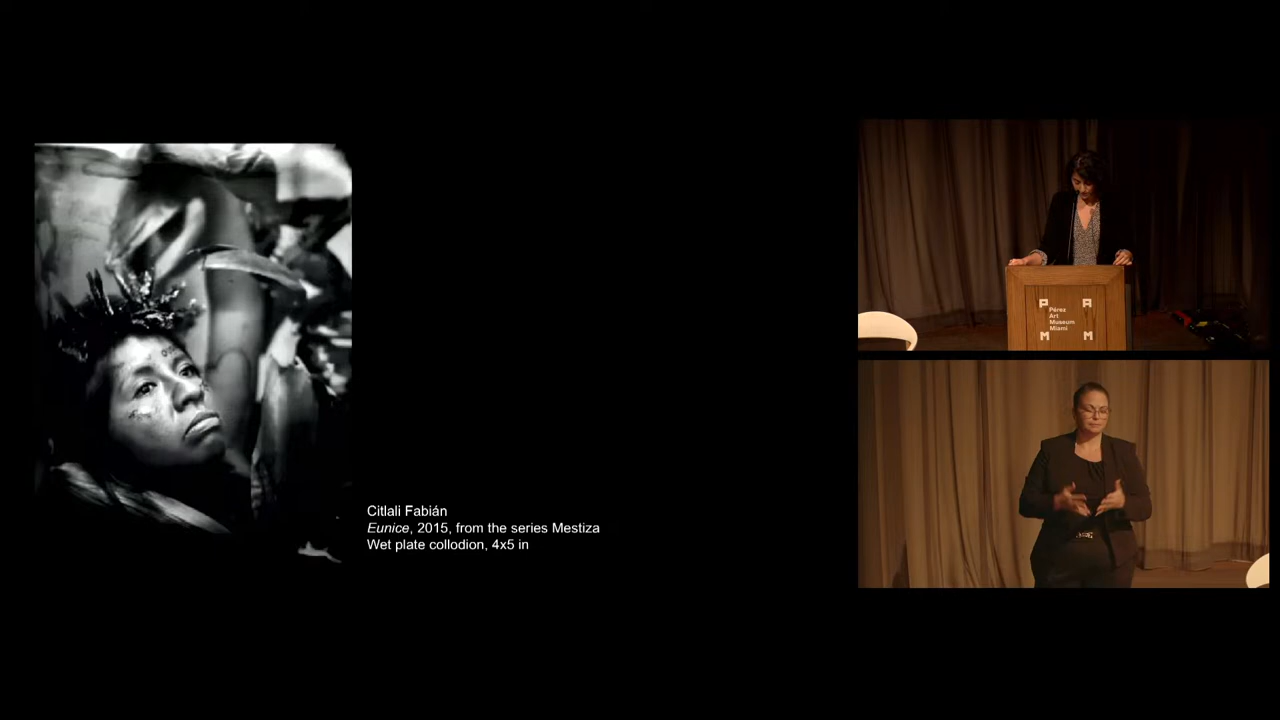 Citlali Fabián
Eunice, 2015, from the series Mestiza
Wet plate collodion, 4x5 in
P A
Pérez
Art
Museum
Miami
M M